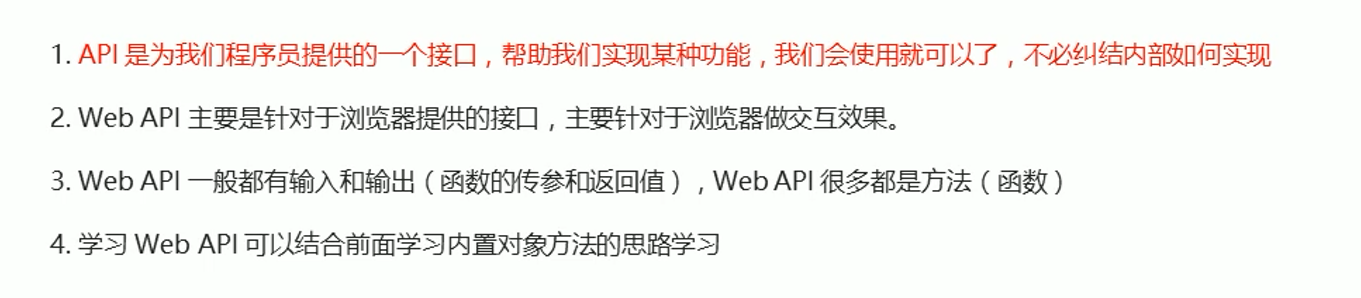 1. API 是为我们程序员提供的一个接口，帮助我们实现某种功能，我们会使用就可以了，不必纠结内部如何实现
2. Web API 主要是针对于浏览器提供的接口，主要针对于浏览器做交互效果。
3. Web API 一般都有输入和输出（函数的传参和返回值），Web API 很多都是方法（函数）
4. 学习 Web API 可以结合前面学习内置对象方法的思路学习